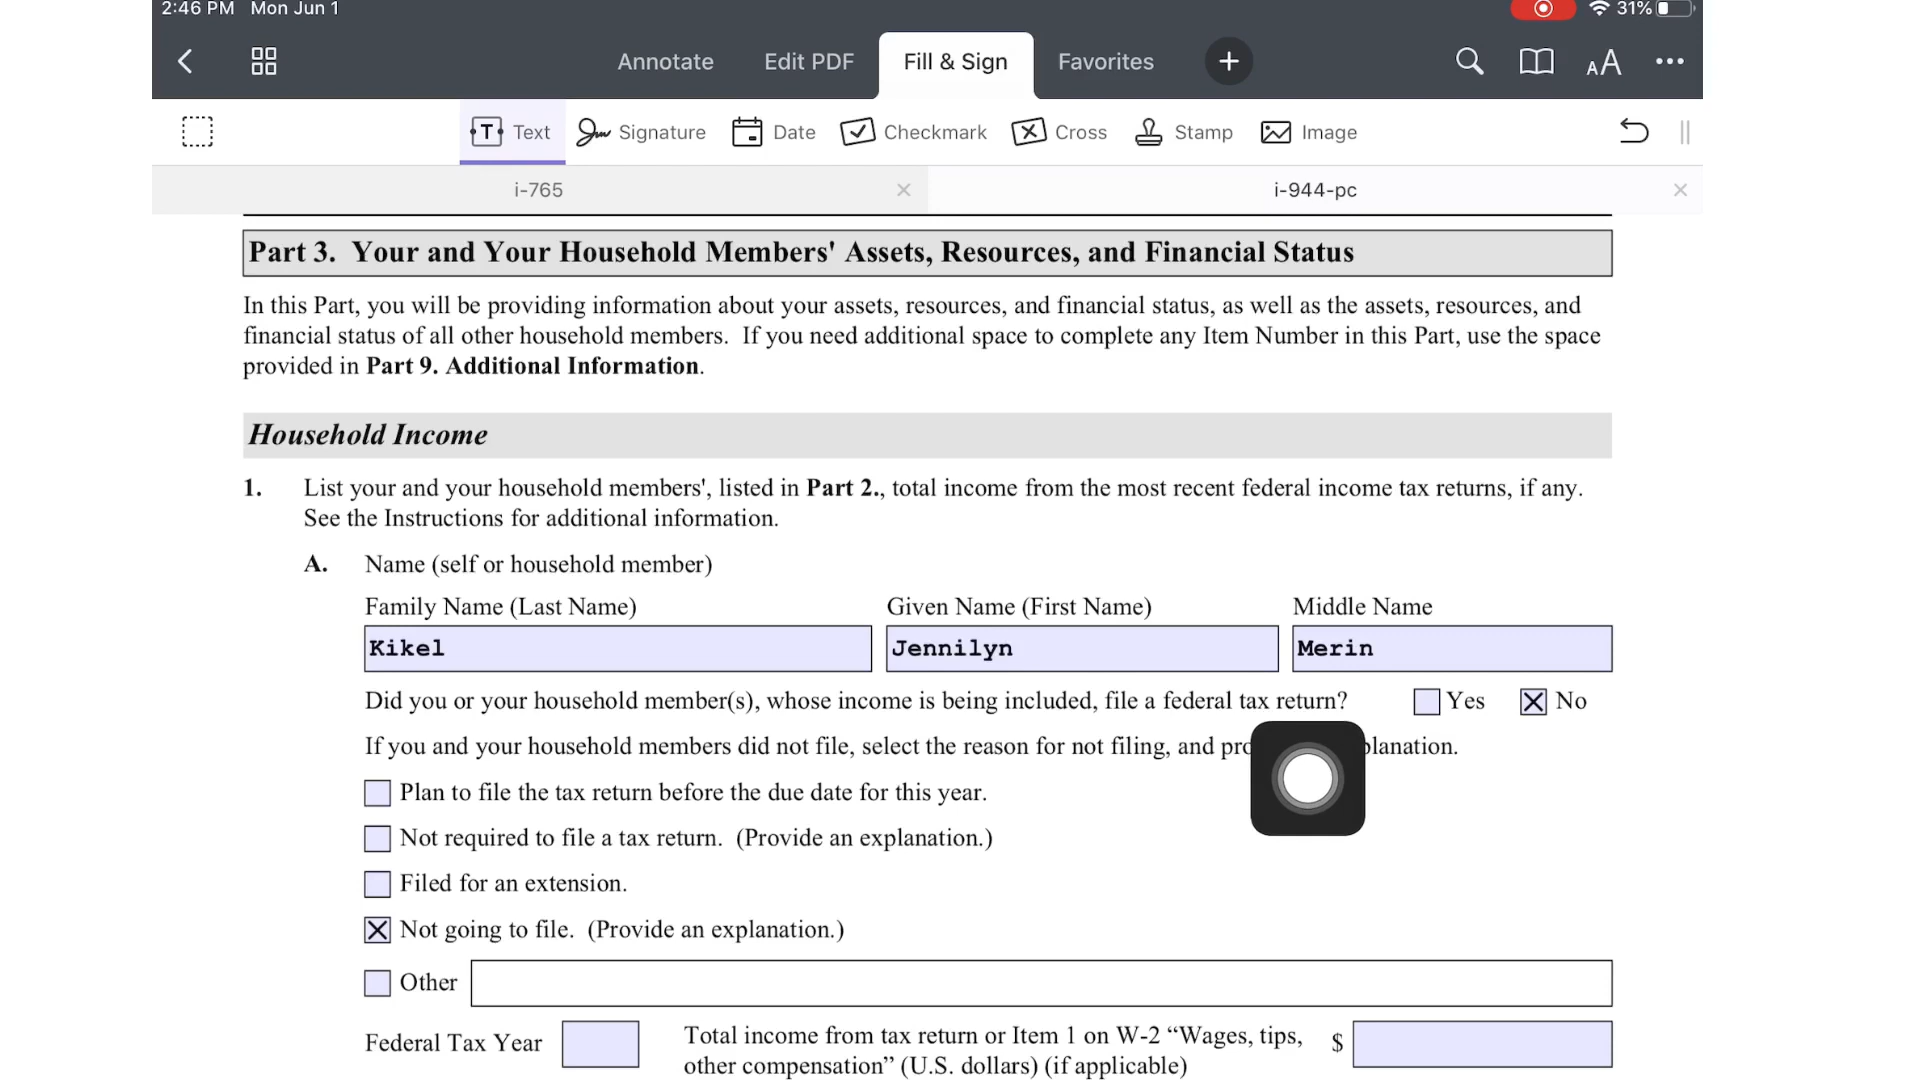 2:46 PM Mon Jun 1 31%
Annotate Edit PDF Fill & Sign Favorites + AA
T Text Signature Date Checkmark Cross Stamp Image
i-765 i-944-pc
Part 3. Your and Your Household Members' Assets, Resources, and Financial Status
In this Part, you will be providing information about your assets, resources, and financial status, as well as the assets, resources, and
financial status of all other household members. If you need additional space to complete any Item Number in this Part, use the space
provided in Part 9. Additional Information.
Household Income
1. List your and your household members', listed in Part 2., total income from the most recent federal income tax returns, if any.
See the Instructions for additional information.
A. Name (self or household member)
Family Name (Last Name) Given Name (First Name) Middle Name
Kikel Jennilyn Merin
Did you or your household member(s), whose income is being included, file a federal tax return? Yes No
If you and your household members did not file, select the reason for not filing, and
Plan to file the tax return before the due date for this year.
Not required to file a tax return. (Provide an explanation.)
Filed for an extension.
Not going to file. (Provide an explanation.)
Other
Federal Tax Year Total income from tax return or Item 1 on W-2 “Wages, tips, $
other compensation” (U.S. dollars) (if applicable)